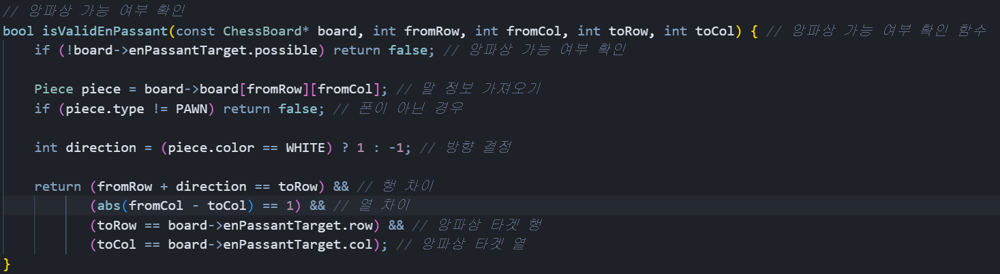 // 앙파상 가능 여부 확인
bool isValidEnPassant(const ChessBoard* board, int fromRow, int fromCol, int toRow, int toCol) { // 앙파상 가능 여부 확인 함수
    if (!board->enPassantTarget.possible) return false; // 앙파상 가능 여부 확인

    Piece piece = board->board[fromRow][fromCol]; // 말 정보 가져오기
    if (piece.type != PAWN) return false; // 폰이 아닌 경우

    int direction = (piece.color == WHITE) ? 1 : -1; // 방향 결정

    return (fromRow + direction == toRow) && // 행 차이
           (abs(fromCol - toCol) == 1) && // 열 차이
           (toRow == board->enPassantTarget.row) && // 앙파상 타겟 행
           (toCol == board->enPassantTarget.col); // 앙파상 타겟 열
}